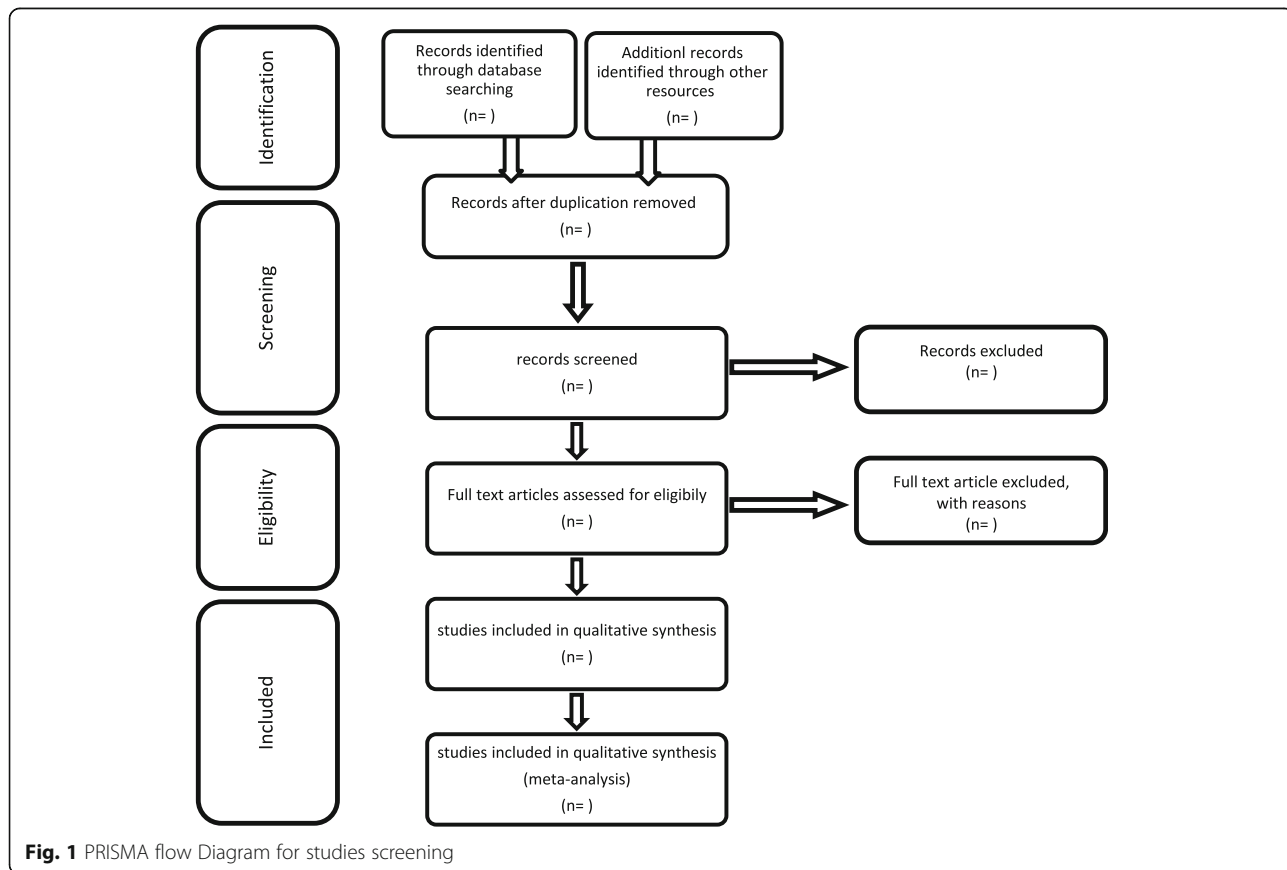 Identification
Records identified
through database
searching
(n= )
Additionl records
identified through other
resources
(n= )
Records after duplication removed
(n= )
Screening
records screened
(n= )
Records excluded
(n= )
Eligibility
Full text articles assessed for eligibily
(n= )
Full text article excluded,
with reasons
(n= )
Included
studies included in qualitative synthesis
(n= )
studies included in qualitative synthesis
(meta-analysis)
(n= )
Fig. 1 PRISMA flow Diagram for studies screening